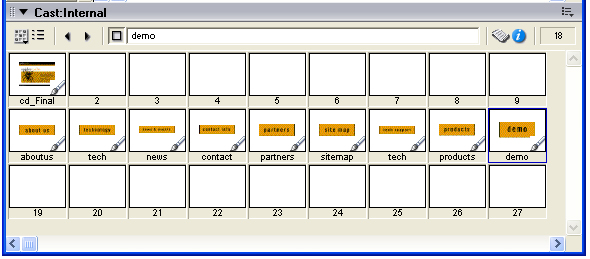 Cast:Internal
demo
18
cd_Final 2 3 4 5 6 7 8 9
about us technology news & events contact info partners site map tech support products demo
aboutus tech news contact partners sitemap tech products demo
19 20 21 22 23 24 25 26 27